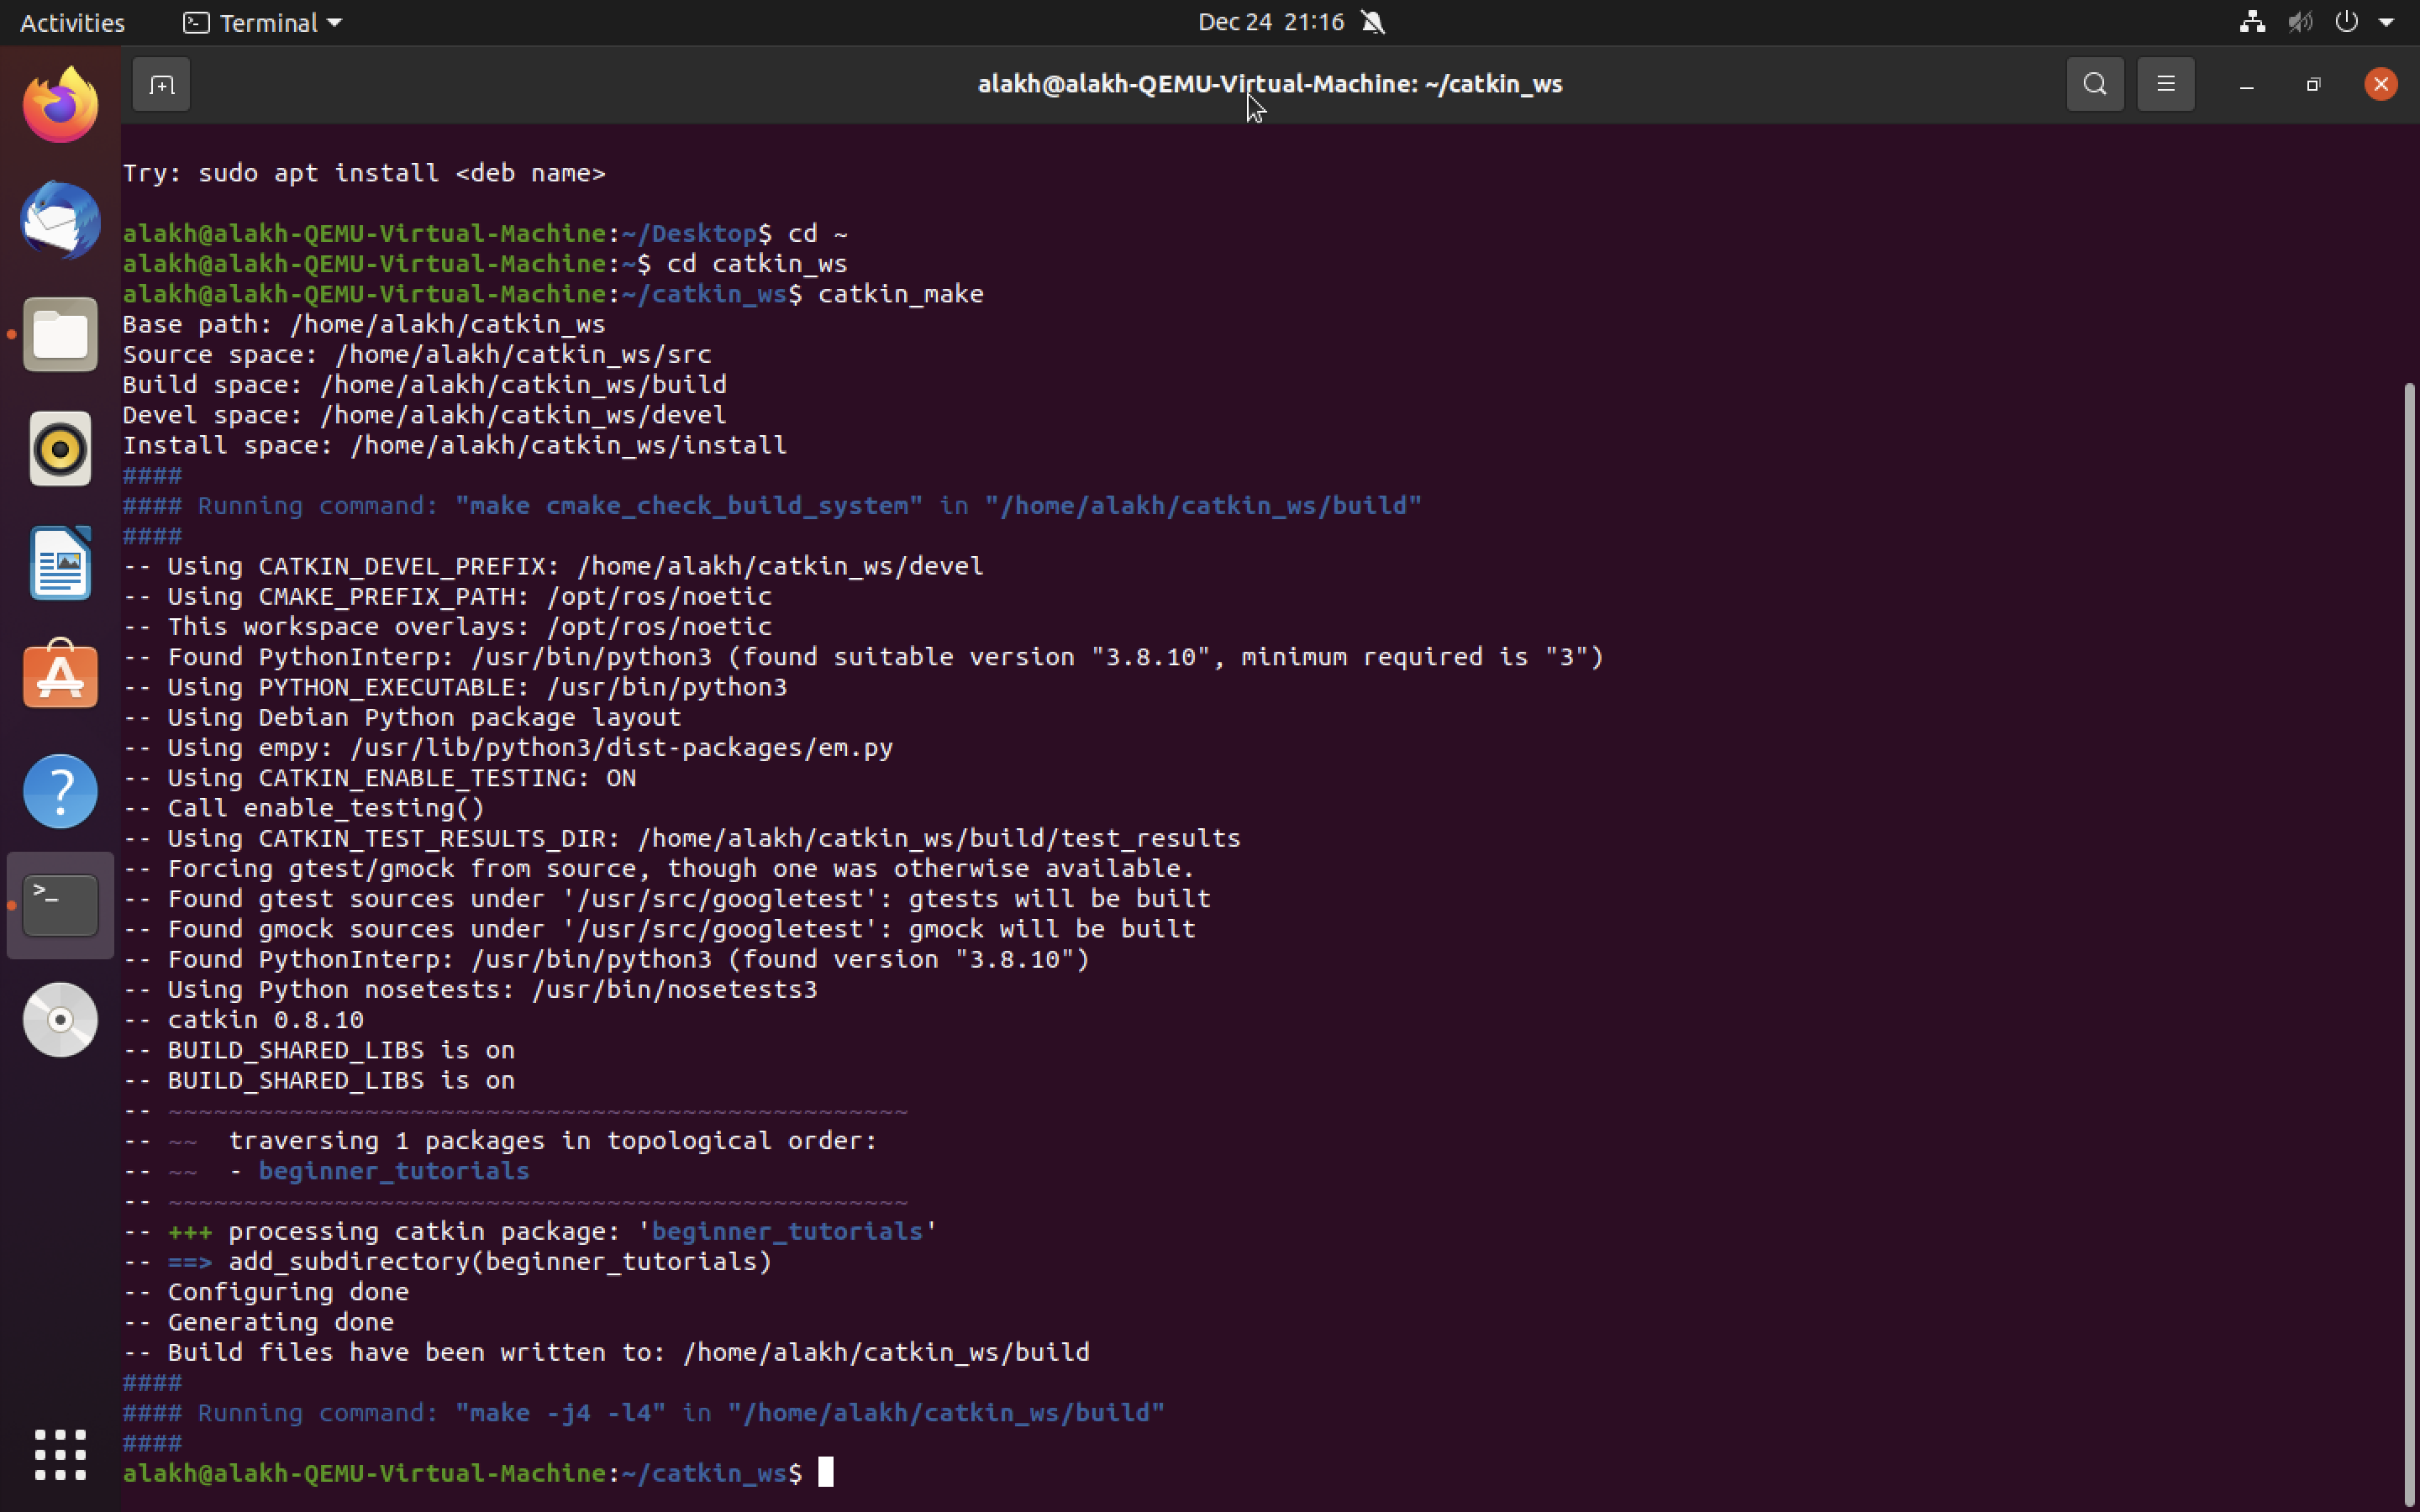 Activities
Terminal
Dec 24 21:16
alakh@alakh-QEMU-Virtual-Machine: ~/catkin_ws
Try: sudo apt install <deb name>
alakh@alakh-QEMU-Virtual-Machine:~/Desktop$ cd ~
alakh@alakh-QEMU-Virtual-Machine:~$ cd catkin_ws
alakh@alakh-QEMU-Virtual-Machine:~/catkin_ws$ catkin_make
Base path: /home/alakh/catkin_ws
Source space: /home/alakh/catkin_ws/src
Build space: /home/alakh/catkin_ws/build
Devel space: /home/alakh/catkin_ws/devel
Install space: /home/alakh/catkin_ws/install
####
#### Running command: "make cmake_check_build_system" in "/home/alakh/catkin_ws/build"
####
-- Using CATKIN_DEVEL_PREFIX: /home/alakh/catkin_ws/devel
-- Using CMAKE_PREFIX_PATH: /opt/ros/noetic
-- This workspace overlays: /opt/ros/noetic
-- Found PythonInterp: /usr/bin/python3 (found suitable version "3.8.10", minimum required is "3")
-- Using PYTHON_EXECUTABLE: /usr/bin/python3
-- Using Debian Python package layout
-- Using empy: /usr/lib/python3/dist-packages/em.py
-- Using CATKIN_ENABLE_TESTING: ON
-- Call enable_testing()
-- Using CATKIN_TEST_RESULTS_DIR: /home/alakh/catkin_ws/build/test_results
-- Forcing gtest/gmock from source, though one was otherwise available.
-- Found gtest sources under '/usr/src/googletest': gtests will be built
-- Found gmock sources under '/usr/src/googletest': gmock will be built
-- Found PythonInterp: /usr/bin/python3 (found version "3.8.10")
-- Using Python nosetests: /usr/bin/nosetests3
-- catkin 0.8.10
-- BUILD_SHARED_LIBS is on
-- BUILD_SHARED_LIBS is on
-- ~~~~~~~~~~~~~~~~~~~~~~~~~~~~~~~~~~~~~~~~~~~~~~~~~
-- ~~  traversing 1 packages in topological order:
-- ~~  - beginner_tutorials
-- ~~~~~~~~~~~~~~~~~~~~~~~~~~~~~~~~~~~~~~~~~~~~~~~~~
-- +++ processing catkin package: 'beginner_tutorials'
-- ==> add_subdirectory(beginner_tutorials)
-- Configuring done
-- Generating done
-- Build files have been written to: /home/alakh/catkin_ws/build
####
#### Running command: "make -j4 -l4" in "/home/alakh/catkin_ws/build"
####
alakh@alakh-QEMU-Virtual-Machine:~/catkin_ws$